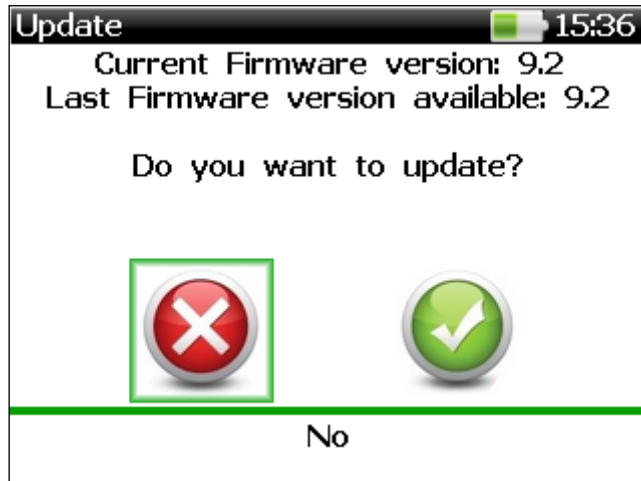 Update 15:36
Current Firmware version: 9.2
Last Firmware version available: 9.2
Do you want to update?
No